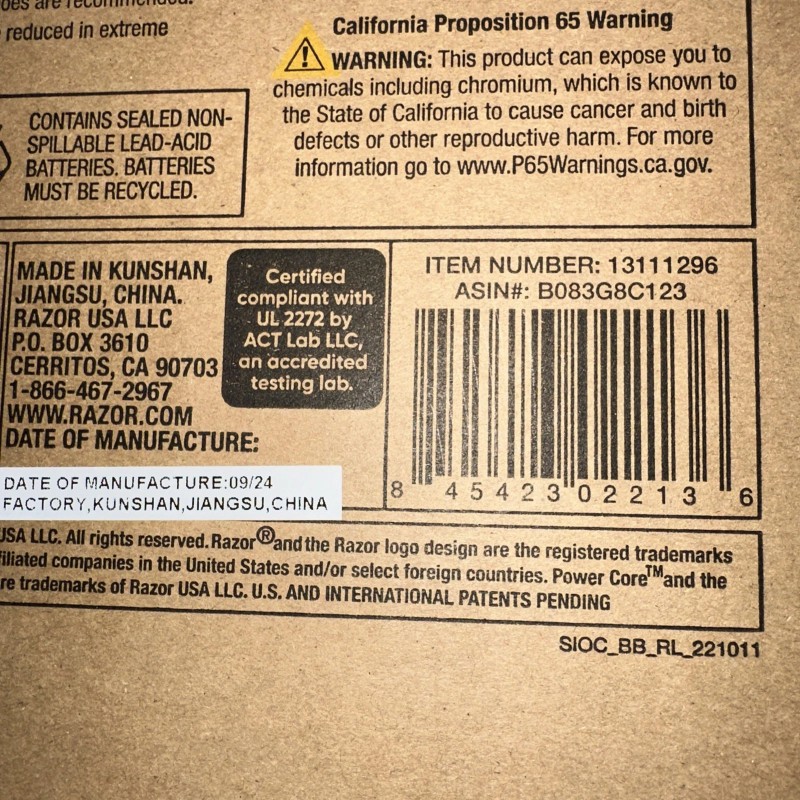 oes are recommended.
reduced in extreme
California Proposition 65 Warning
WARNING: This product can expose you to
chemicals including chromium, which is known to
the State of California to cause cancer and birth
defects or other reproductive harm. For more
information go to www.P65Warnings.ca.gov.
CONTAINS SEALED NON-
SPILLABLE LEAD-ACID
BATTERIES. BATTERIES
MUST BE RECYCLED.
MADE IN KUNSHAN,
JIANGSU, CHINA.
RAZOR USA LLC
P.O. BOX 3610
CERRITOS, CA 90703
1-866-467-2967
WWW.RAZOR.COM
DATE OF MANUFACTURE:
DATE OF MANUFACTURE:09/24
FACTORY,KUNSHAN,JIANGSU,CHINA
Certified
compliant with
UL 2272 by
ACT Lab LLC,
an accredited
testing lab.
ITEM NUMBER: 13111296
ASIN#: B083G8C123
8 45423 02213 6
USA LLC. All rights reserved. Razor® and the Razor logo design are the registered trademarks
filiated companies in the United States and/or select foreign countries. Power Core™ and the
re trademarks of Razor USA LLC. U.S. AND INTERNATIONAL PATENTS PENDING
SIOC_BB_RL_221011